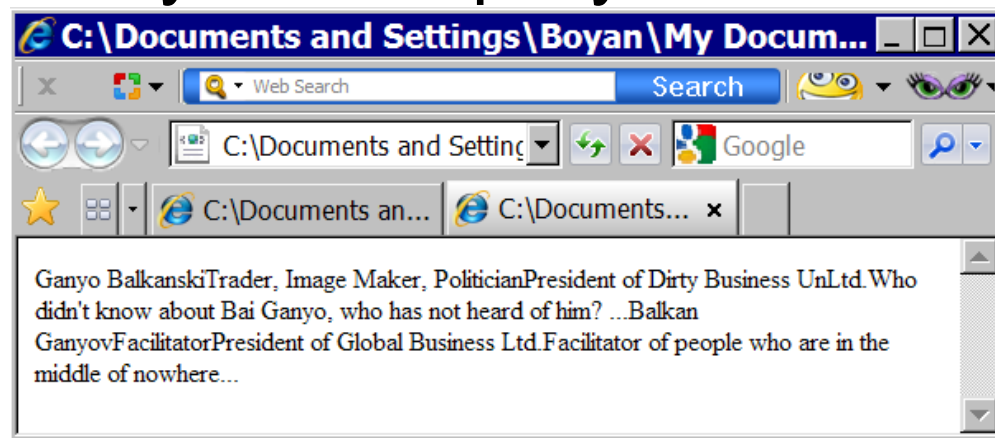 C:\Documents and Settings\Boyan\My Docum...
Web Search
Search
C:\Documents and Setting
Google
C:\Documents an...
C:\Documents...
Ganyo BalkanskiTrader, Image Maker, PoliticianPresident of Dirty Business UnLtd.Who
didn't know about Bai Ganyo, who has not heard of him? ...Balkan
GanyovFacilitatorPresident of Global Business Ltd.Facilitator of people who are in the
middle of nowhere...